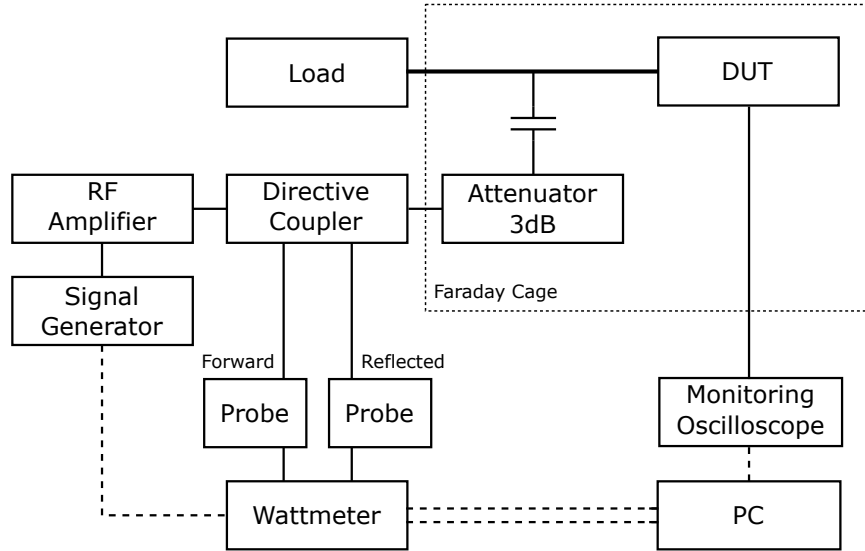 Load
DUT
RF
Amplifier
Directive
Coupler
Attenuator
3dB
Signal
Generator
Faraday Cage
Forward
Reflected
Probe
Probe
Monitoring
Oscilloscope
Wattmeter
PC